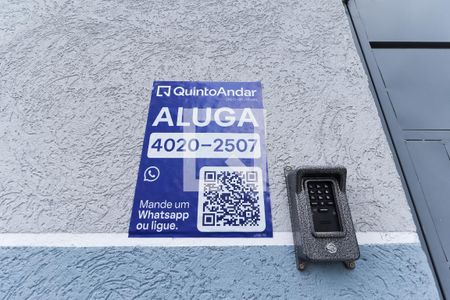 QuintoAndar
ALUGA
4020-2507
Mande um
Whatsapp
ou ligue.